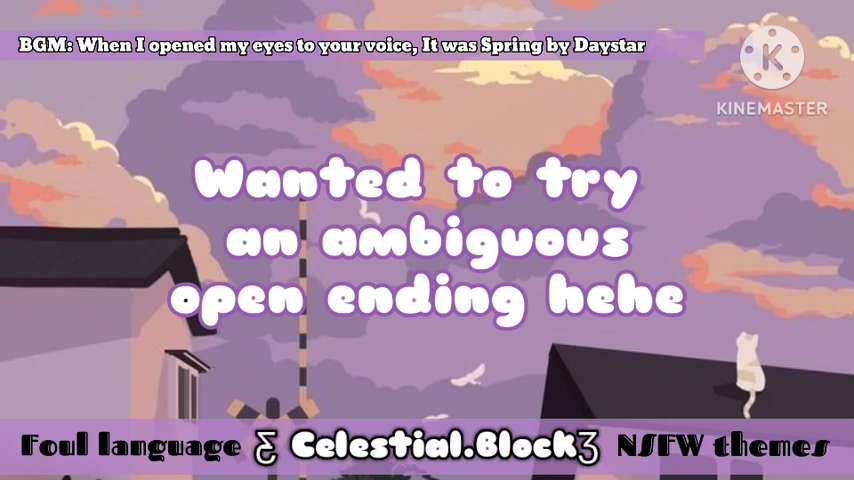 BGM: When I opened my eyes to your voice, It was Spring by Daystar
KINEMASTER
Wanted to try
an ambiguous
open ending hehe
Foul language
Ƹ Celestial.BlockƷ
NSFW themes